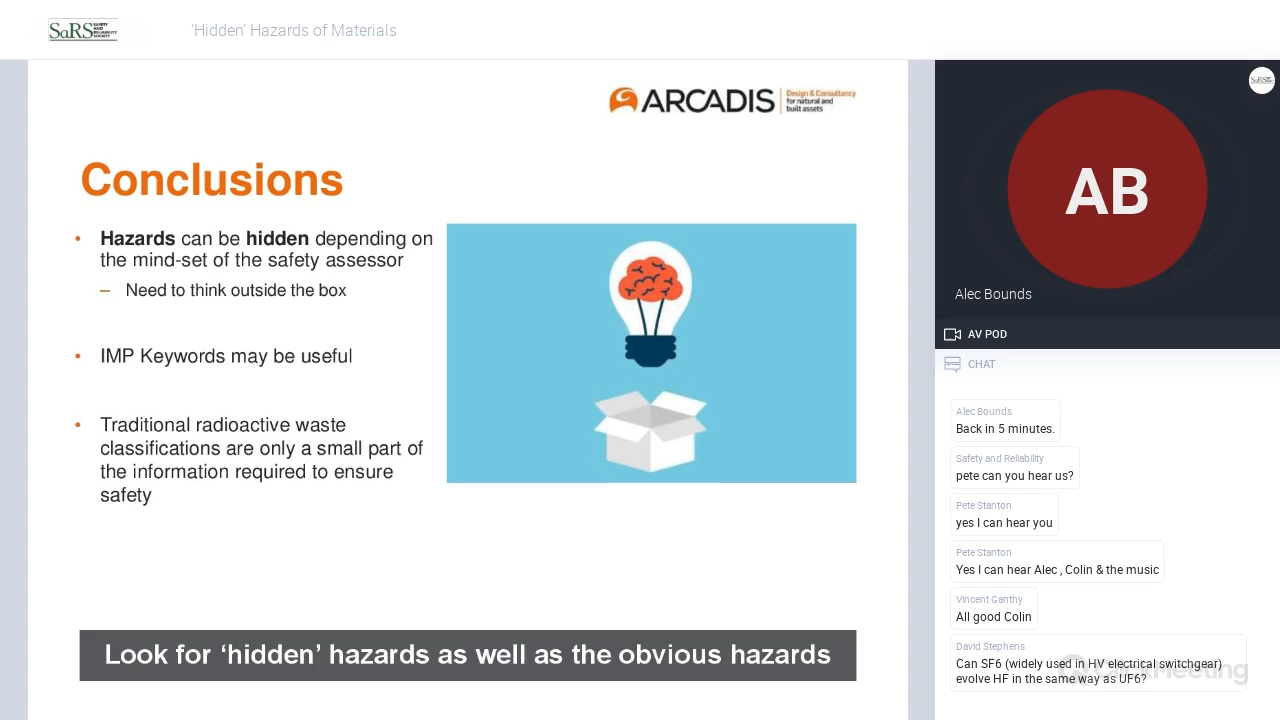 SaRS SAFETY
AND
RELIABILITY
SOCIETY
‘Hidden’ Hazards of Materials
ARCADIS
Design & Consultancy
for natural and
built assets
Conclusions
• Hazards can be hidden depending on
the mind-set of the safety assessor
– Need to think outside the box
• IMP Keywords may be useful
• Traditional radioactive waste
classifications are only a small part of
the information required to ensure
safety
Look for ‘hidden’ hazards as well as the obvious hazards
SaRS
AB
Alec Bounds
AV POD
CHAT
Alec Bounds
Back in 5 minutes.
Safety and Reliability
pete can you hear us?
Pete Stanton
yes I can hear you
Pete Stanton
Yes I can hear Alec , Colin & the music
Vincent Ganthy
All good Colin
David Stephens
Can SF6 (widely used in HV electrical switchgear)
evolve HF in the same way as UF6?
ClickMeeting